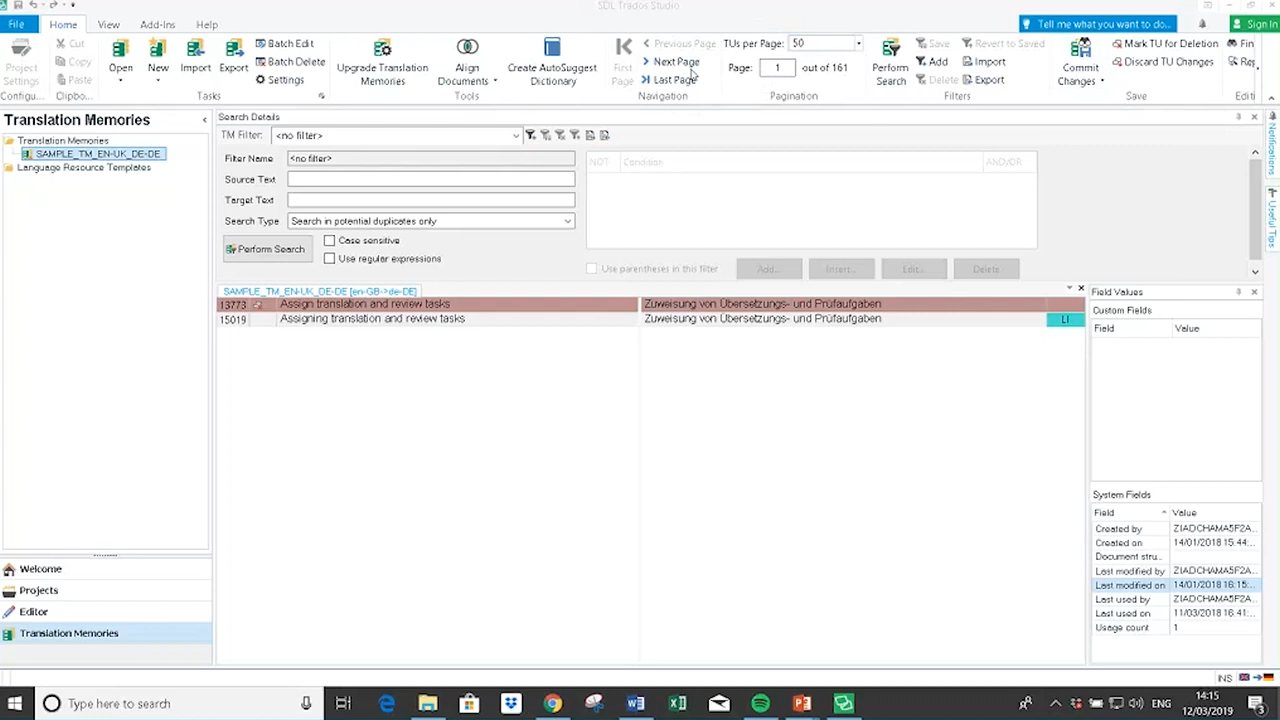 SDL Trados Studio
File Home View Add-Ins Help Tell me what you want to do... Sign In
Project Settings
Cut
Copy
Paste
Open
New
Import
Export
Batch Edit
Batch Delete
Settings
Upgrade Translation Memories
Align Documents
Create AutoSuggest Dictionary
First Page
Previous Page
Next Page
Last Page
TUs per Page: 50
Page: 1 out of 161
Perform Search
Save
Add
Delete
Revert to Saved
Import
Export
Commit Changes
Mark TU for Deletion
Discard TU Changes
Fin
Rep
Configu... Clipbo... Tasks Tools Navigation Pagination Filters Save Editi
Translation Memories
Translation Memories
SAMPLE_TM_EN-UK_DE-DE
Language Resource Templates
Search Details
TM Filter: <no filter>
Filter Name <no filter>
Source Text
Target Text
Search Type Search in potential duplicates only
Perform Search
Case sensitive
Use regular expressions
NOT Condition AND/OR
Use parentheses in this filter Add... Insert... Edit... Delete
SAMPLE_TM_EN-UK_DE-DE [en-GB->de-DE]
13773 Assign translation and review tasks Zuweisung von Übersetzungs- und Prüfaufgaben
15019 Assigning translation and review tasks Zuweisung von Übersetzungs- und Prüfaufgaben LI
Field Values
Custom Fields
Field Value
System Fields
Field Value
Created by ZIADCHAMA5F2A...
Created on 14/01/2018 15:44:...
Document stru...
Last modified by ZIADCHAMA5F2A...
Last modified on 14/01/2018 16:15:...
Last used by ZIADCHAMA5F2A...
Last used on 11/03/2018 16:41:...
Usage count 1
Notifications
Useful Tips
Welcome
Projects
Editor
Translation Memories
INS
Type here to search
ENG
14:15
12/03/2019
3